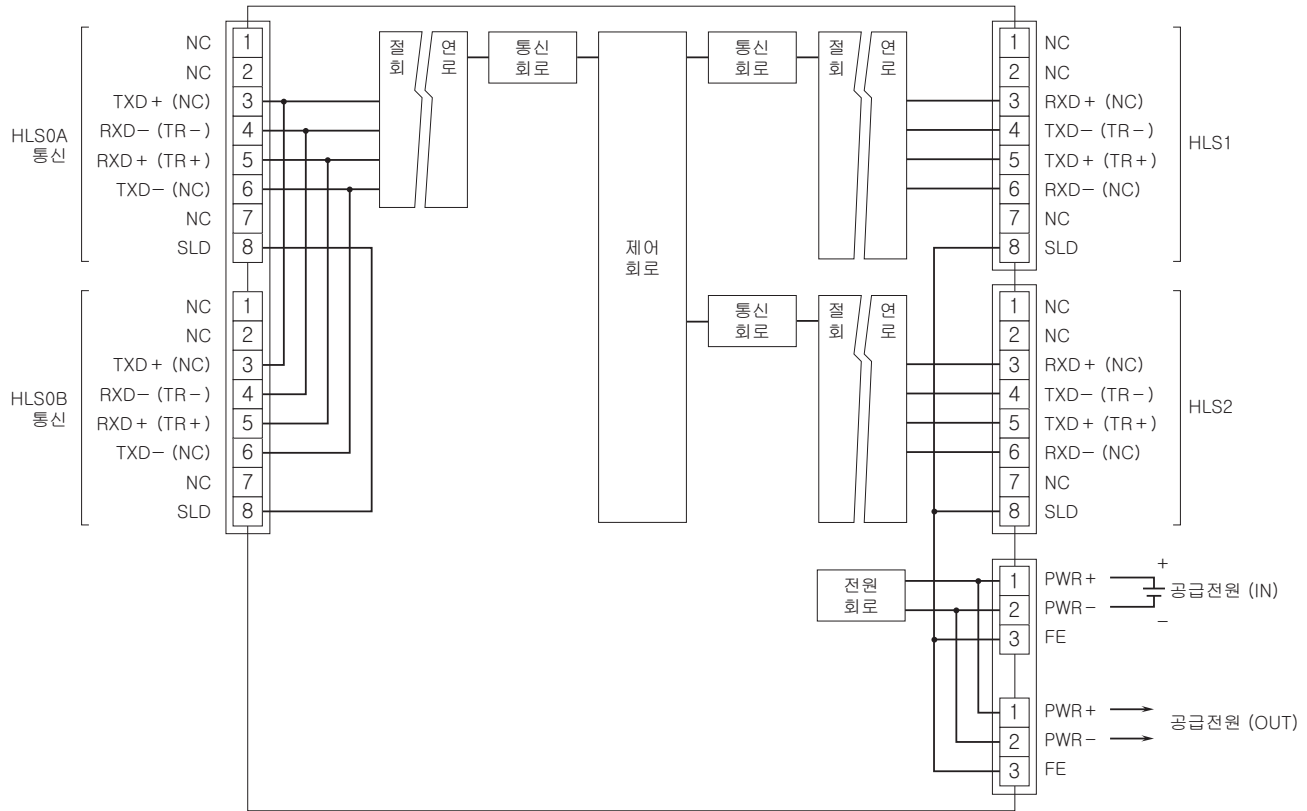 HLS0A
통신
NC 1
NC 2
TXD+ (NC) 3
RXD− (TR−) 4
RXD+ (TR+) 5
TXD− (NC) 6
NC 7
SLD 8
HLS0B
통신
NC 1
NC 2
TXD+ (NC) 3
RXD− (TR−) 4
RXD+ (TR+) 5
TXD− (NC) 6
NC 7
SLD 8
절 연
회 로
통신
회로
제어
회로
통신
회로
절 연
회 로
통신
회로
절 연
회 로
전원
회로
1 NC
2 NC
3 RXD+ (NC)
4 TXD− (TR−)
5 TXD+ (TR+)
6 RXD− (NC)
7 NC
8 SLD
HLS1
1 NC
2 NC
3 RXD+ (NC)
4 TXD− (TR−)
5 TXD+ (TR+)
6 RXD− (NC)
7 NC
8 SLD
HLS2
1 PWR+
2 PWR−
3 FE
+
−
공급전원 (IN)
1 PWR+
2 PWR−
3 FE
공급전원 (OUT)